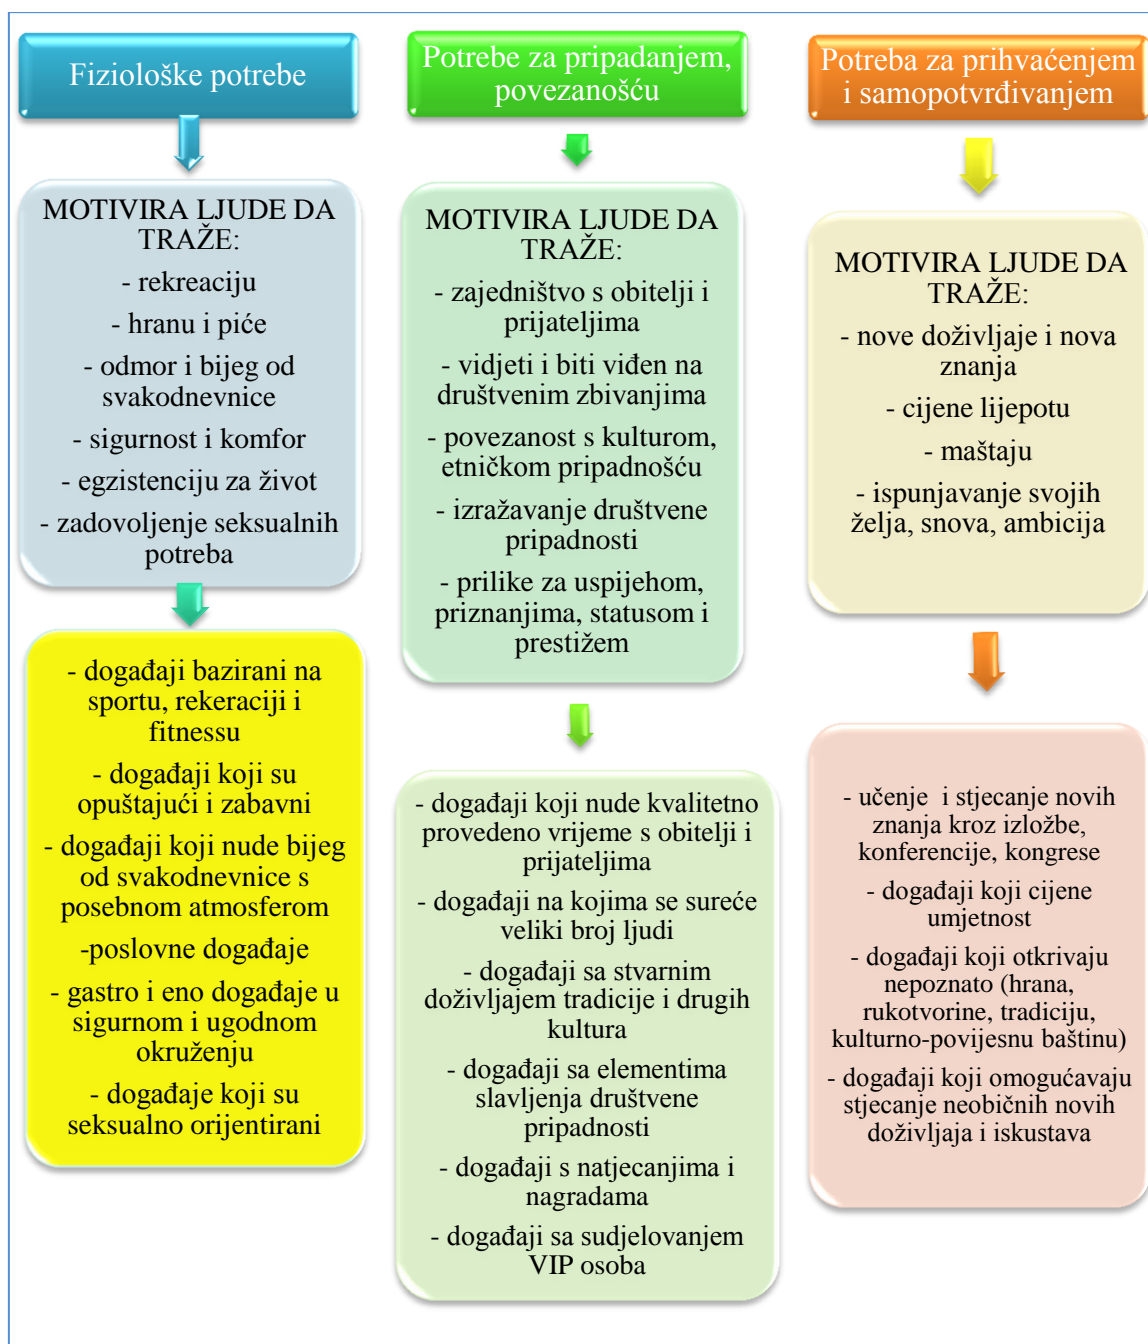 Fiziološke potrebe
MOTIVIRA LJUDE DA
TRAŽE:
- rekreaciju
- hranu i piće
- odmor i bijeg od
svakodnevnice
- sigurnost i komfor
- egzistenciju za život
- zadovoljenje seksualnih
potreba
- događaji bazirani na
sportu, rekeraciji i
fitnessu
- događaji koji su
opuštajući i zabavni
- događaji koji nude bijeg
od svakodnevnice s
posebnom atmosferom
-poslovne događaje
- gastro i eno događaje u
sigurnom i ugodnom
okruženju
- događaje koji su
seksualno orijentirani
Potrebe za pripadanjem,
povezanošću
MOTIVIRA LJUDE DA
TRAŽE:
- zajedništvo s obitelji i
prijateljima
- vidjeti i biti viđen na
društvenim zbivanjima
- povezanost s kulturom,
etničkom pripadnošću
- izražavanje društvene
pripadnosti
- prilike za uspijehom,
priznanjima, statusom i
prestižem
- događaji koji nude kvalitetno
provedeno vrijeme s obitelji i
prijateljima
- događaji na kojima se sureće
veliki broj ljudi
- događaji sa stvarnim
doživljajem tradicije i drugih
kultura
- događaji sa elementima
slavljenja društvene
pripadnosti
- događaji s natjecanjima i
nagradama
- događaji sa sudjelovanjem
VIP osoba
Potreba za prihvaćenjem
i samopotvrđivanjem
MOTIVIRA LJUDE DA
TRAŽE:
- nove doživljaje i nova
znanja
- cijene lijepotu
- maštaju
- ispunjavanje svojih
želja, snova, ambicija
- učenje  i stjecanje novih
znanja kroz izložbe,
konferencije, kongrese
- događaji koji cijene
umjetnost
- događaji koji otkrivaju
nepoznato (hrana,
rukotvorine, tradiciju,
kulturno-povijesnu baštinu)
- događaji koji omogućavaju
stjecanje neobičnih novih
doživljaja i iskustava